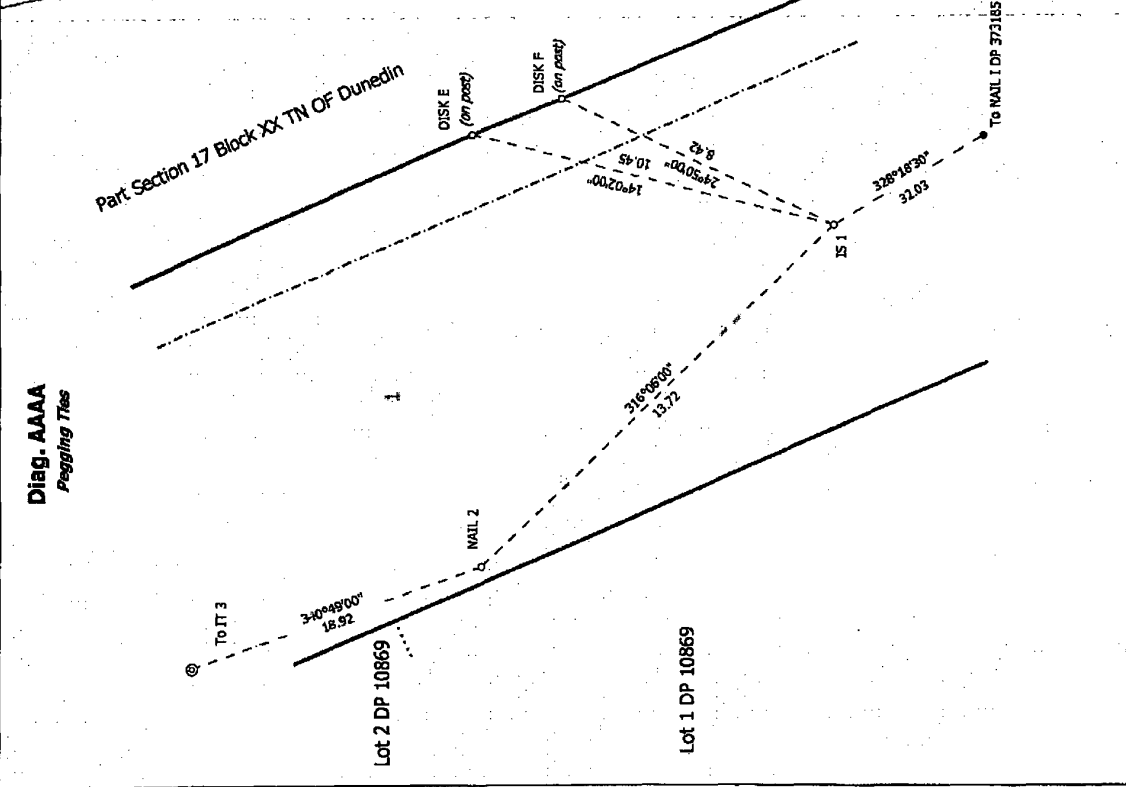 Diag. AAAA
Pegging Ties
Part Section 17 Block XX TN OF Dunedin
DISK E
(on post)
DISK F
(on post)
To NAIL I DP 373185
14°02'00"
10.45
24°50'00"
8.42
328°18'30"
32.03
IS 1
1
316°06'00"
13.72
NAIL 2
To IT 3
340°49'00"
18.92
Lot 2 DP 10869
Lot 1 DP 10869